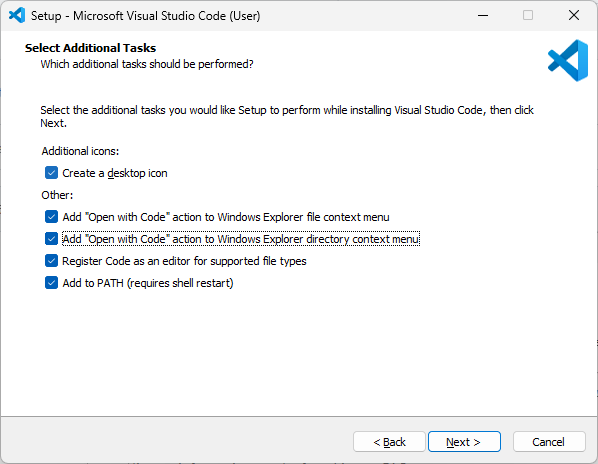 Setup - Microsoft Visual Studio Code (User)
Select Additional Tasks
Which additional tasks should be performed?
Select the additional tasks you would like Setup to perform while installing Visual Studio Code, then click
Next.
Additional icons:
Create a desktop icon
Other:
Add "Open with Code" action to Windows Explorer file context menu
Add "Open with Code" action to Windows Explorer directory context menu
Register Code as an editor for supported file types
Add to PATH (requires shell restart)
< Back
Next >
Cancel